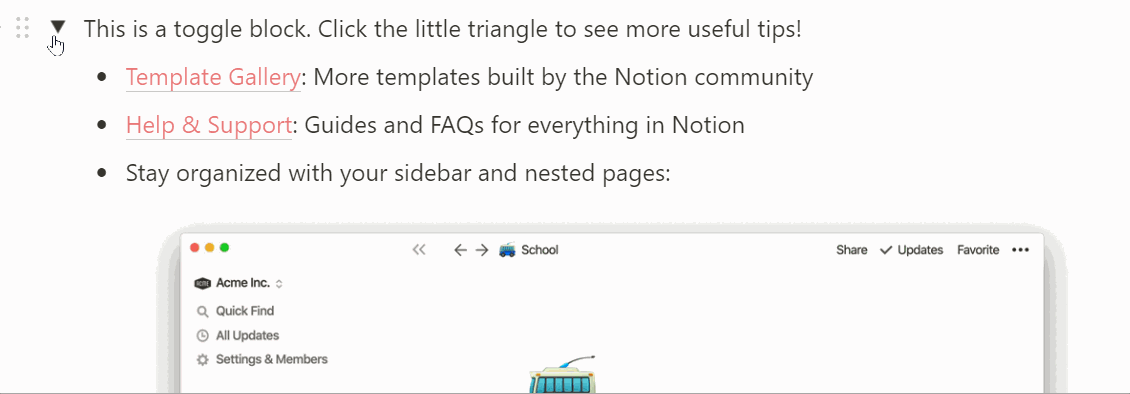 This is a toggle block. Click the little triangle to see more useful tips!
Template Gallery: More templates built by the Notion community
Help & Support: Guides and FAQs for everything in Notion
Stay organized with your sidebar and nested pages:
School Share Updates Favorite
Acme Inc.
Quick Find
All Updates
Settings & Members